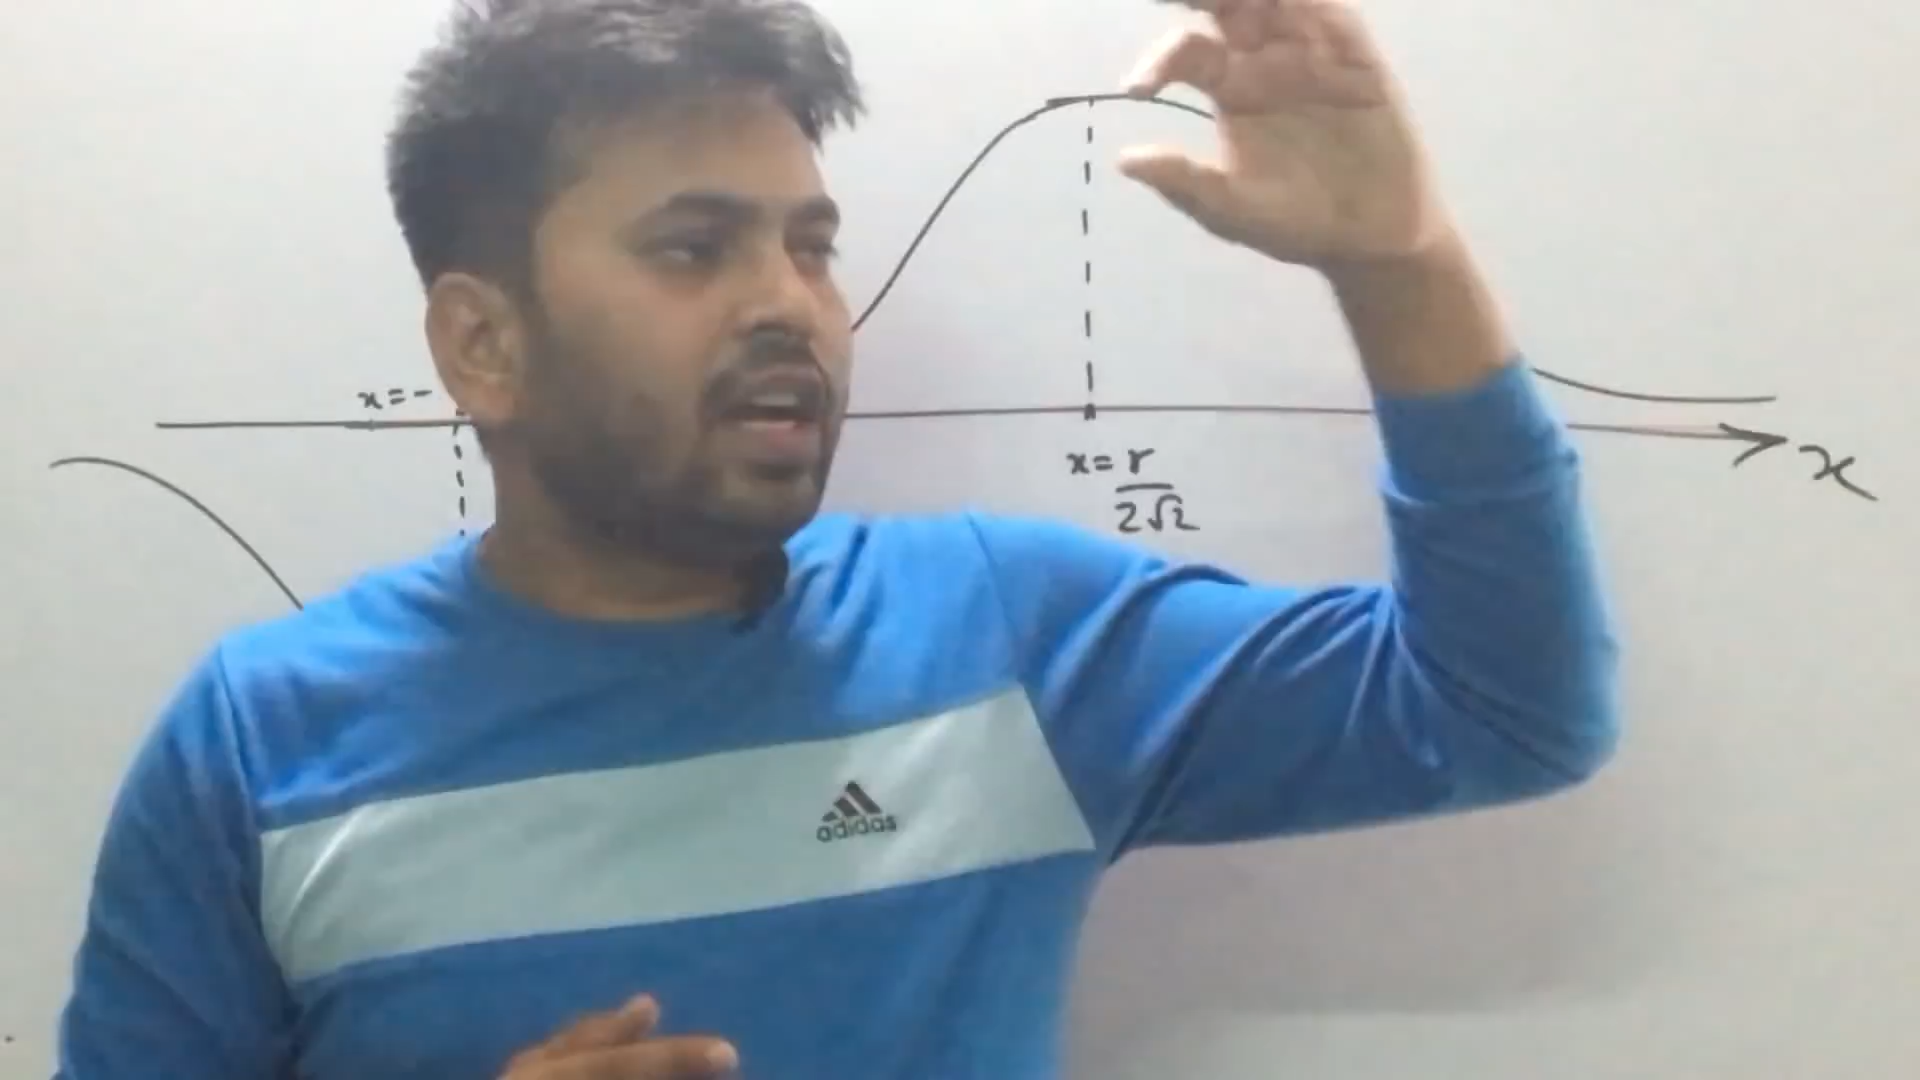 x = -
x
x = r
2√2
adidas